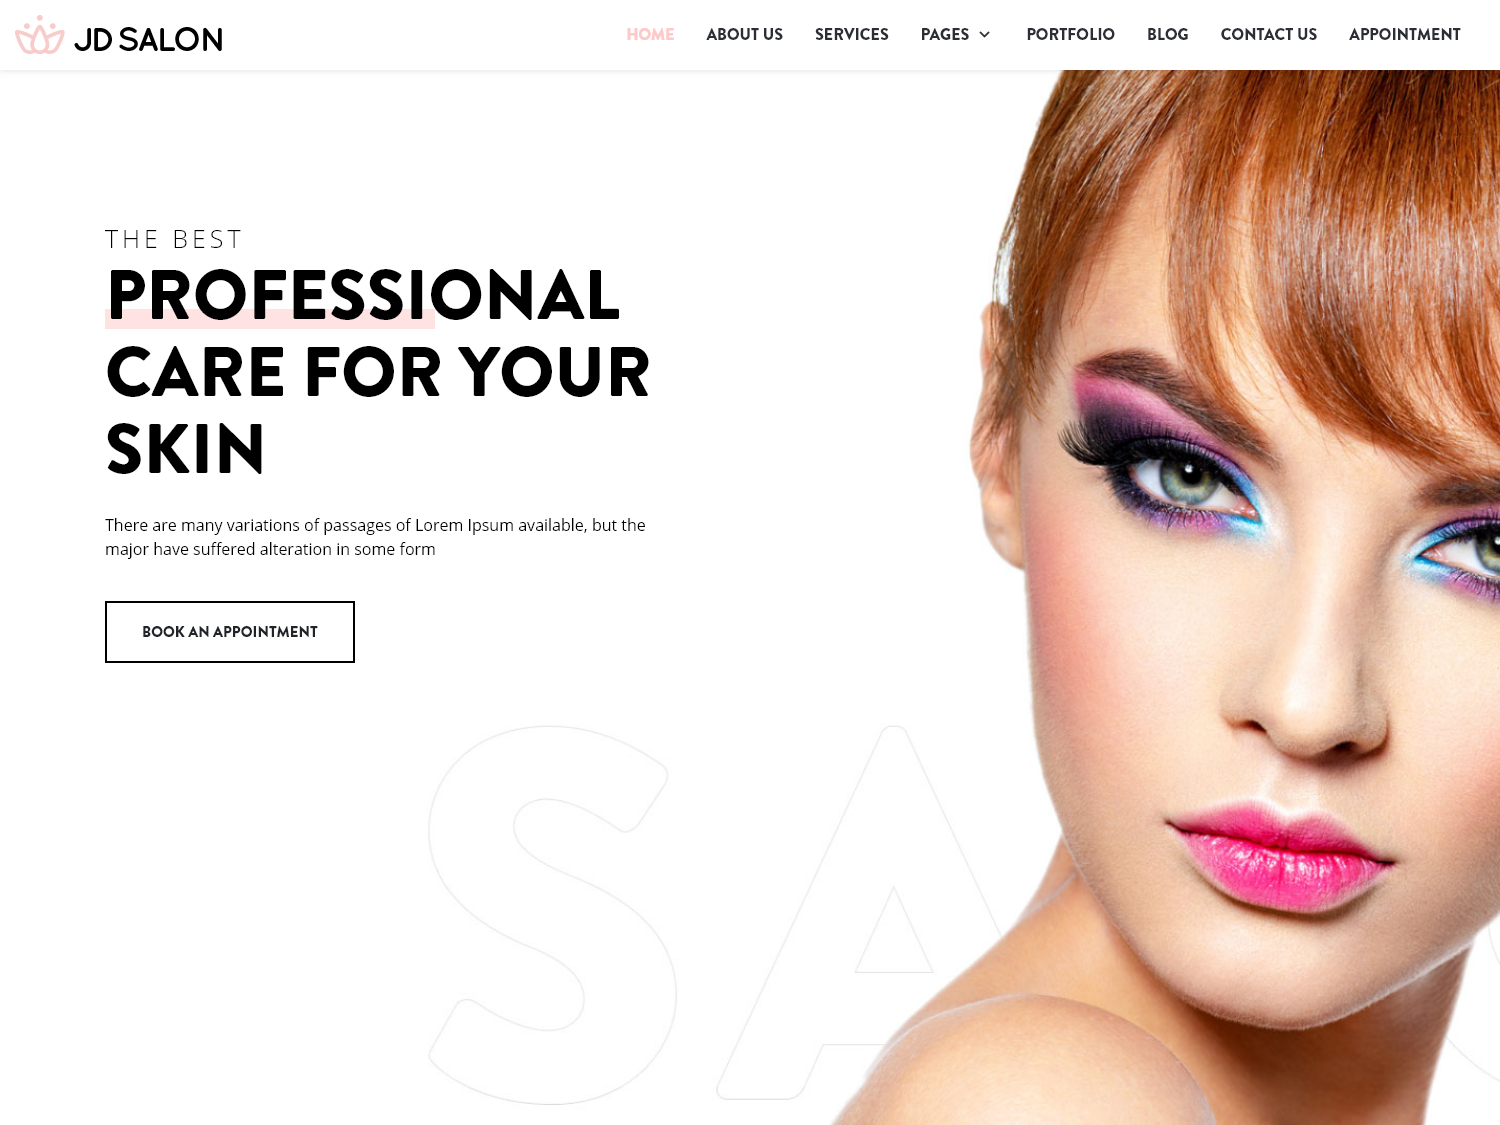 JD SALON
HOME ABOUT US SERVICES PAGES PORTFOLIO BLOG CONTACT US APPOINTMENT
THE BEST
PROFESSIONAL
CARE FOR YOUR
SKIN
There are many variations of passages of Lorem Ipsum available, but the
major have suffered alteration in some form
BOOK AN APPOINTMENT
SA